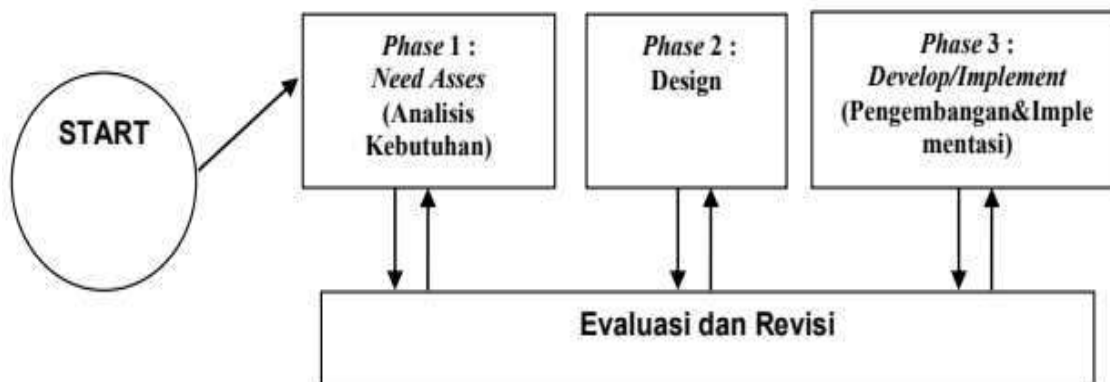 START
Phase 1 :
Need Asses
(Analisis
Kebutuhan)
Phase 2 :
Design
Phase 3 :
Develop/Implement
(Pengembangan&Imple
mentasi)
Evaluasi dan Revisi